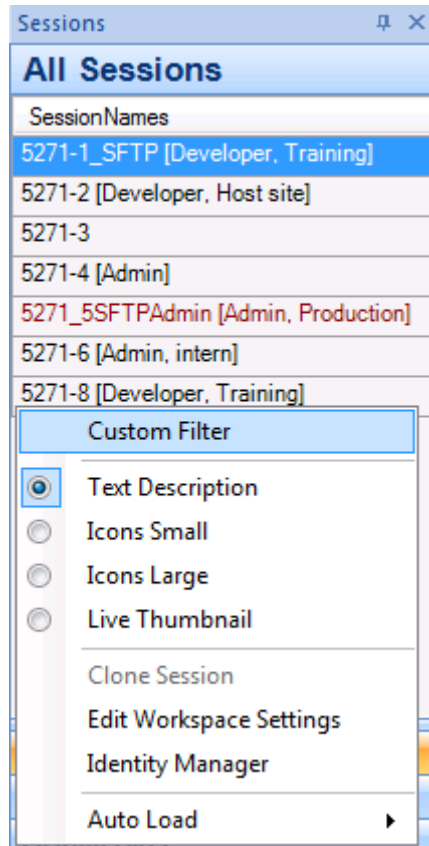 Sessions
All Sessions
SessionNames
5271-1_SFTP [Developer, Training]
5271-2 [Developer, Host site]
5271-3
5271-4 [Admin]
5271_5SFTPAdmin [Admin, Production]
5271-6 [Admin, intern]
5271-8 [Developer, Training]
Custom Filter
Text Description
Icons Small
Icons Large
Live Thumbnail
Clone Session
Edit Workspace Settings
Identity Manager
Auto Load